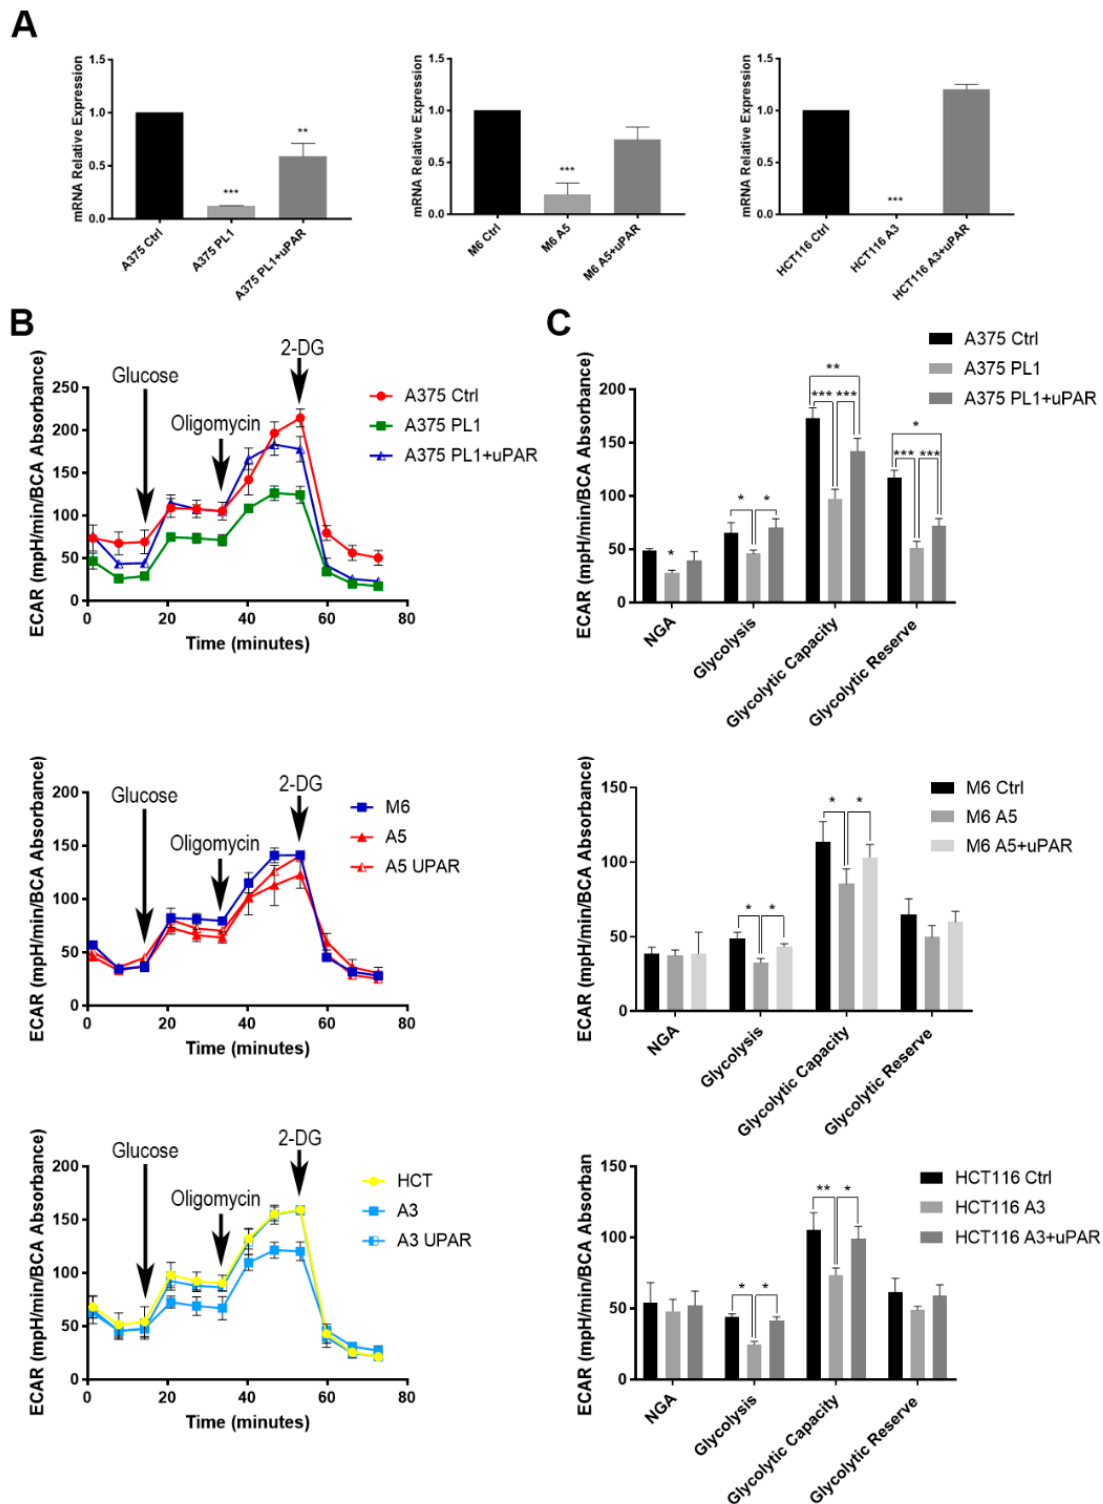 A
mRNA Relative Expression
1.5
1.0
0.5
0.0
***
**
A375 Ctrl
A375 PL1
A375 PL1+uPAR
mRNA Relative Expression
1.5
1.0
0.5
0.0
***
M6 Ctrl
M6 A5
M6 A5+uPAR
mRNA Relative Expression
1.5
1.0
0.5
0.0
***
HCT116 Ctrl
HCT116 A3
HCT116 A3+uPAR
B
ECAR (mpH/min/BCA Absorbance)
250
200
150
100
50
0
0 20 40 60 80
Time (minutes)
Glucose
Oligomycin
2-DG
A375 Ctrl
A375 PL1
A375 PL1+uPAR
C
ECAR (mpH/min/BCA Absorbance)
200
150
100
50
0
A375 Ctrl
A375 PL1
A375 PL1+uPAR
*
* *
**
*** ***
*
*** ***
NGA
Glycolysis
Glycolytic Capacity
Glycolytic Reserve
ECAR (mpH/min/BCA Absorbance)
200
150
100
50
0
0 20 40 60 80
Time (minutes)
Glucose
Oligomycin
2-DG
M6
A5
A5 UPAR
ECAR (mpH/min/BCA Absorbance)
150
100
50
0
M6 Ctrl
M6 A5
M6 A5+uPAR
* *
* *
NGA
Glycolysis
Glycolytic Capacity
Glycolytic Reserve
ECAR (mpH/min/BCA Absorbance
200
150
100
50
0
0 20 40 60 80
Time (minutes)
Glucose
Oligomycin
2-DG
HCT
A3
A3 UPAR
ECAR (mpH/min/BCA Absorban
150
100
50
0
HCT116 Ctrl
HCT116 A3
HCT116 A3+uPAR
* *
** *
NGA
Glycolysis
Glycolytic Capacity
Glycolytic Reserve